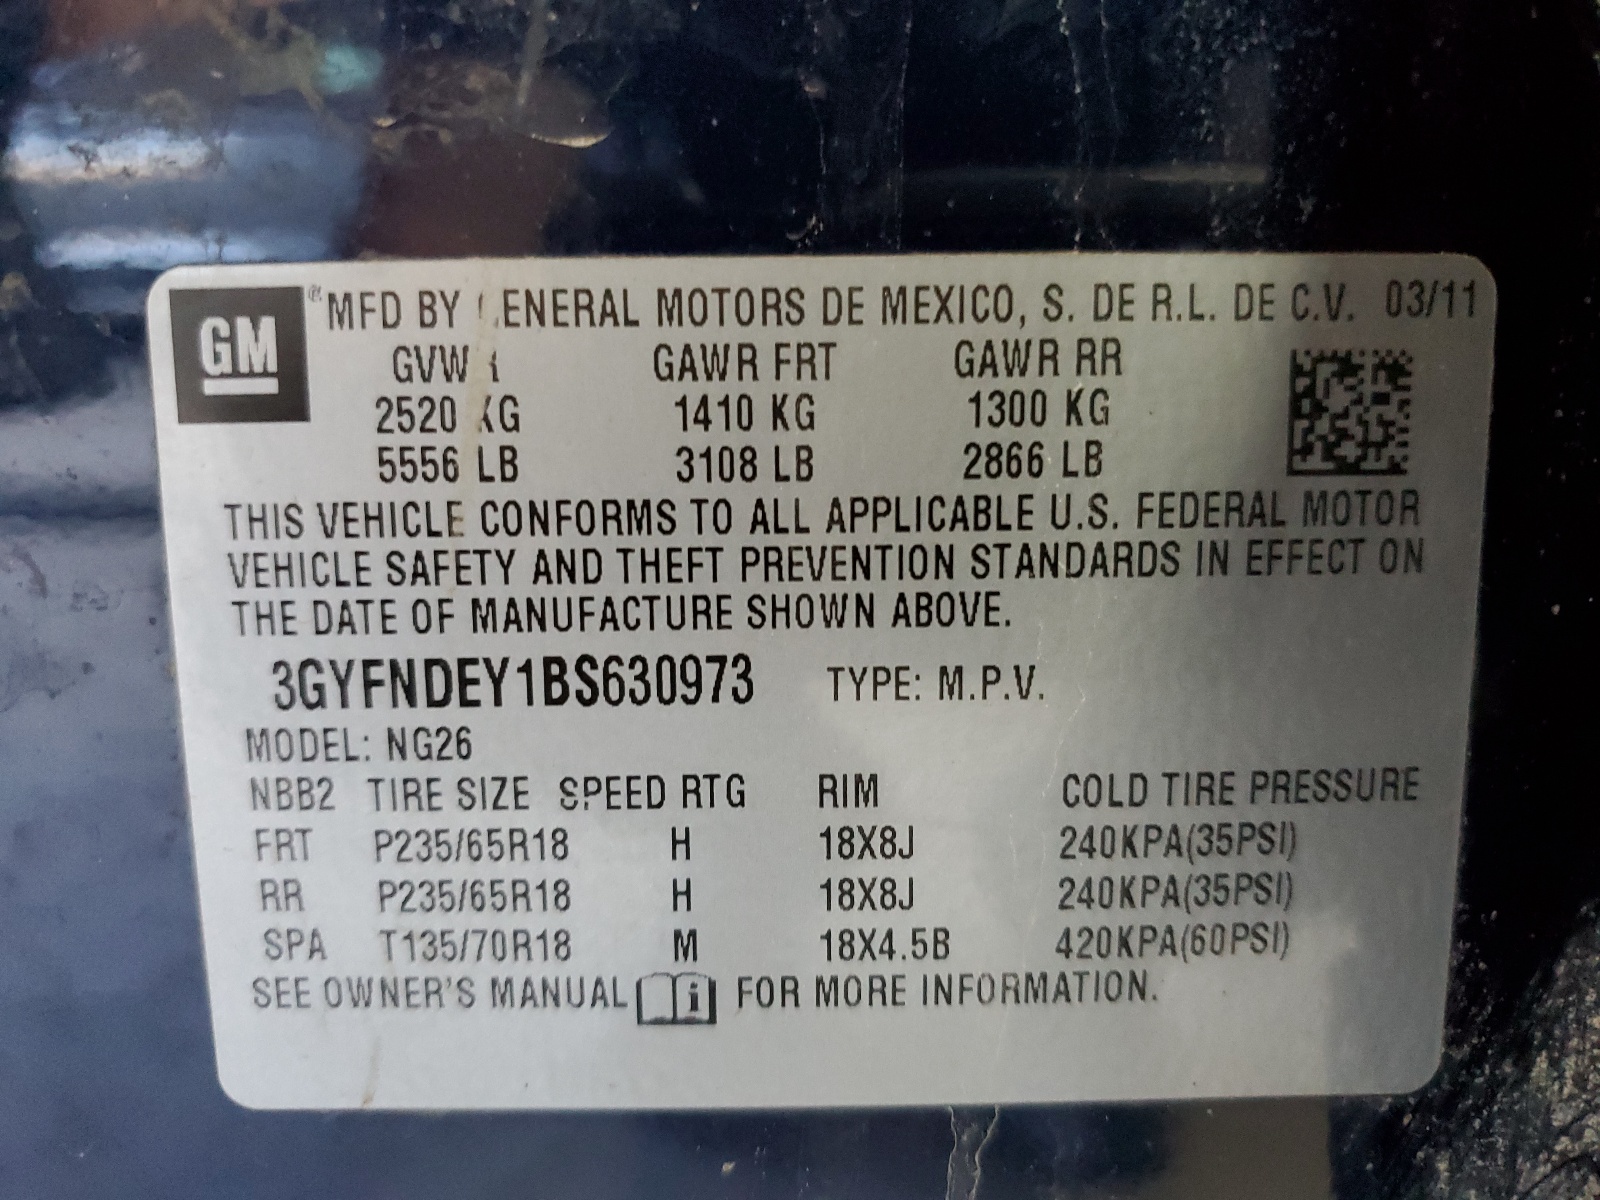 GM
® MFD BY GENERAL MOTORS DE MEXICO, S. DE R.L. DE C.V. 03/11
GVWR GAWR FRT GAWR RR
2520 KG 1410 KG 1300 KG
5556 LB 3108 LB 2866 LB
THIS VEHICLE CONFORMS TO ALL APPLICABLE U.S. FEDERAL MOTOR
VEHICLE SAFETY AND THEFT PREVENTION STANDARDS IN EFFECT ON
THE DATE OF MANUFACTURE SHOWN ABOVE.
3GYFNDEY1BS630973 TYPE: M.P.V.
MODEL: NG26
NBB2 TIRE SIZE SPEED RTG RIM COLD TIRE PRESSURE
FRT P235/65R18 H 18X8J 240KPA(35PSI)
RR P235/65R18 H 18X8J 240KPA(35PSI)
SPA T135/70R18 M 18X4.5B 420KPA(60PSI)
SEE OWNER'S MANUAL i FOR MORE INFORMATION.